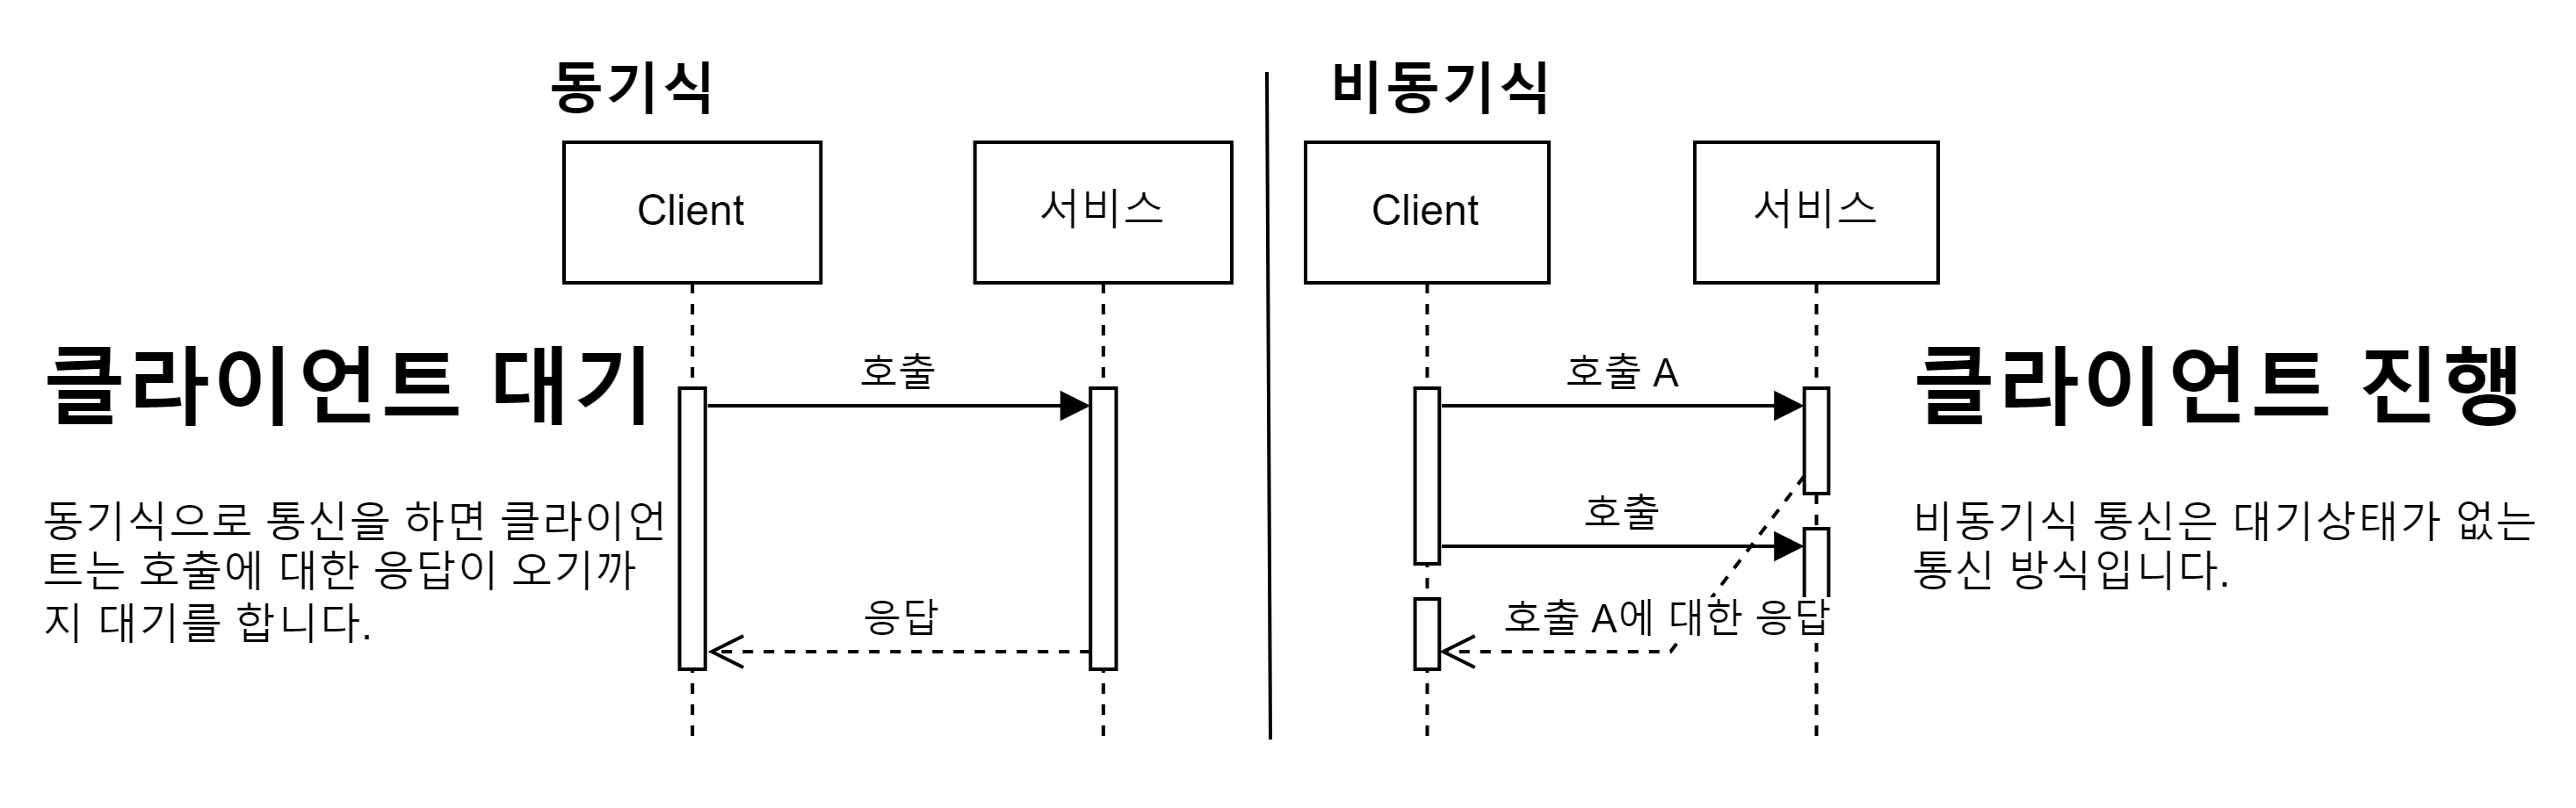 동기식
Client
서비스
클라이언트 대기
호출
동기식으로 통신을 하면 클라이언
트는 호출에 대한 응답이 오기까
지 대기를 합니다.
응답
비동기식
Client
서비스
호출 A
클라이언트 진행
호출
비동기식 통신은 대기상태가 없는
통신 방식입니다.
호출 A에 대한 응답